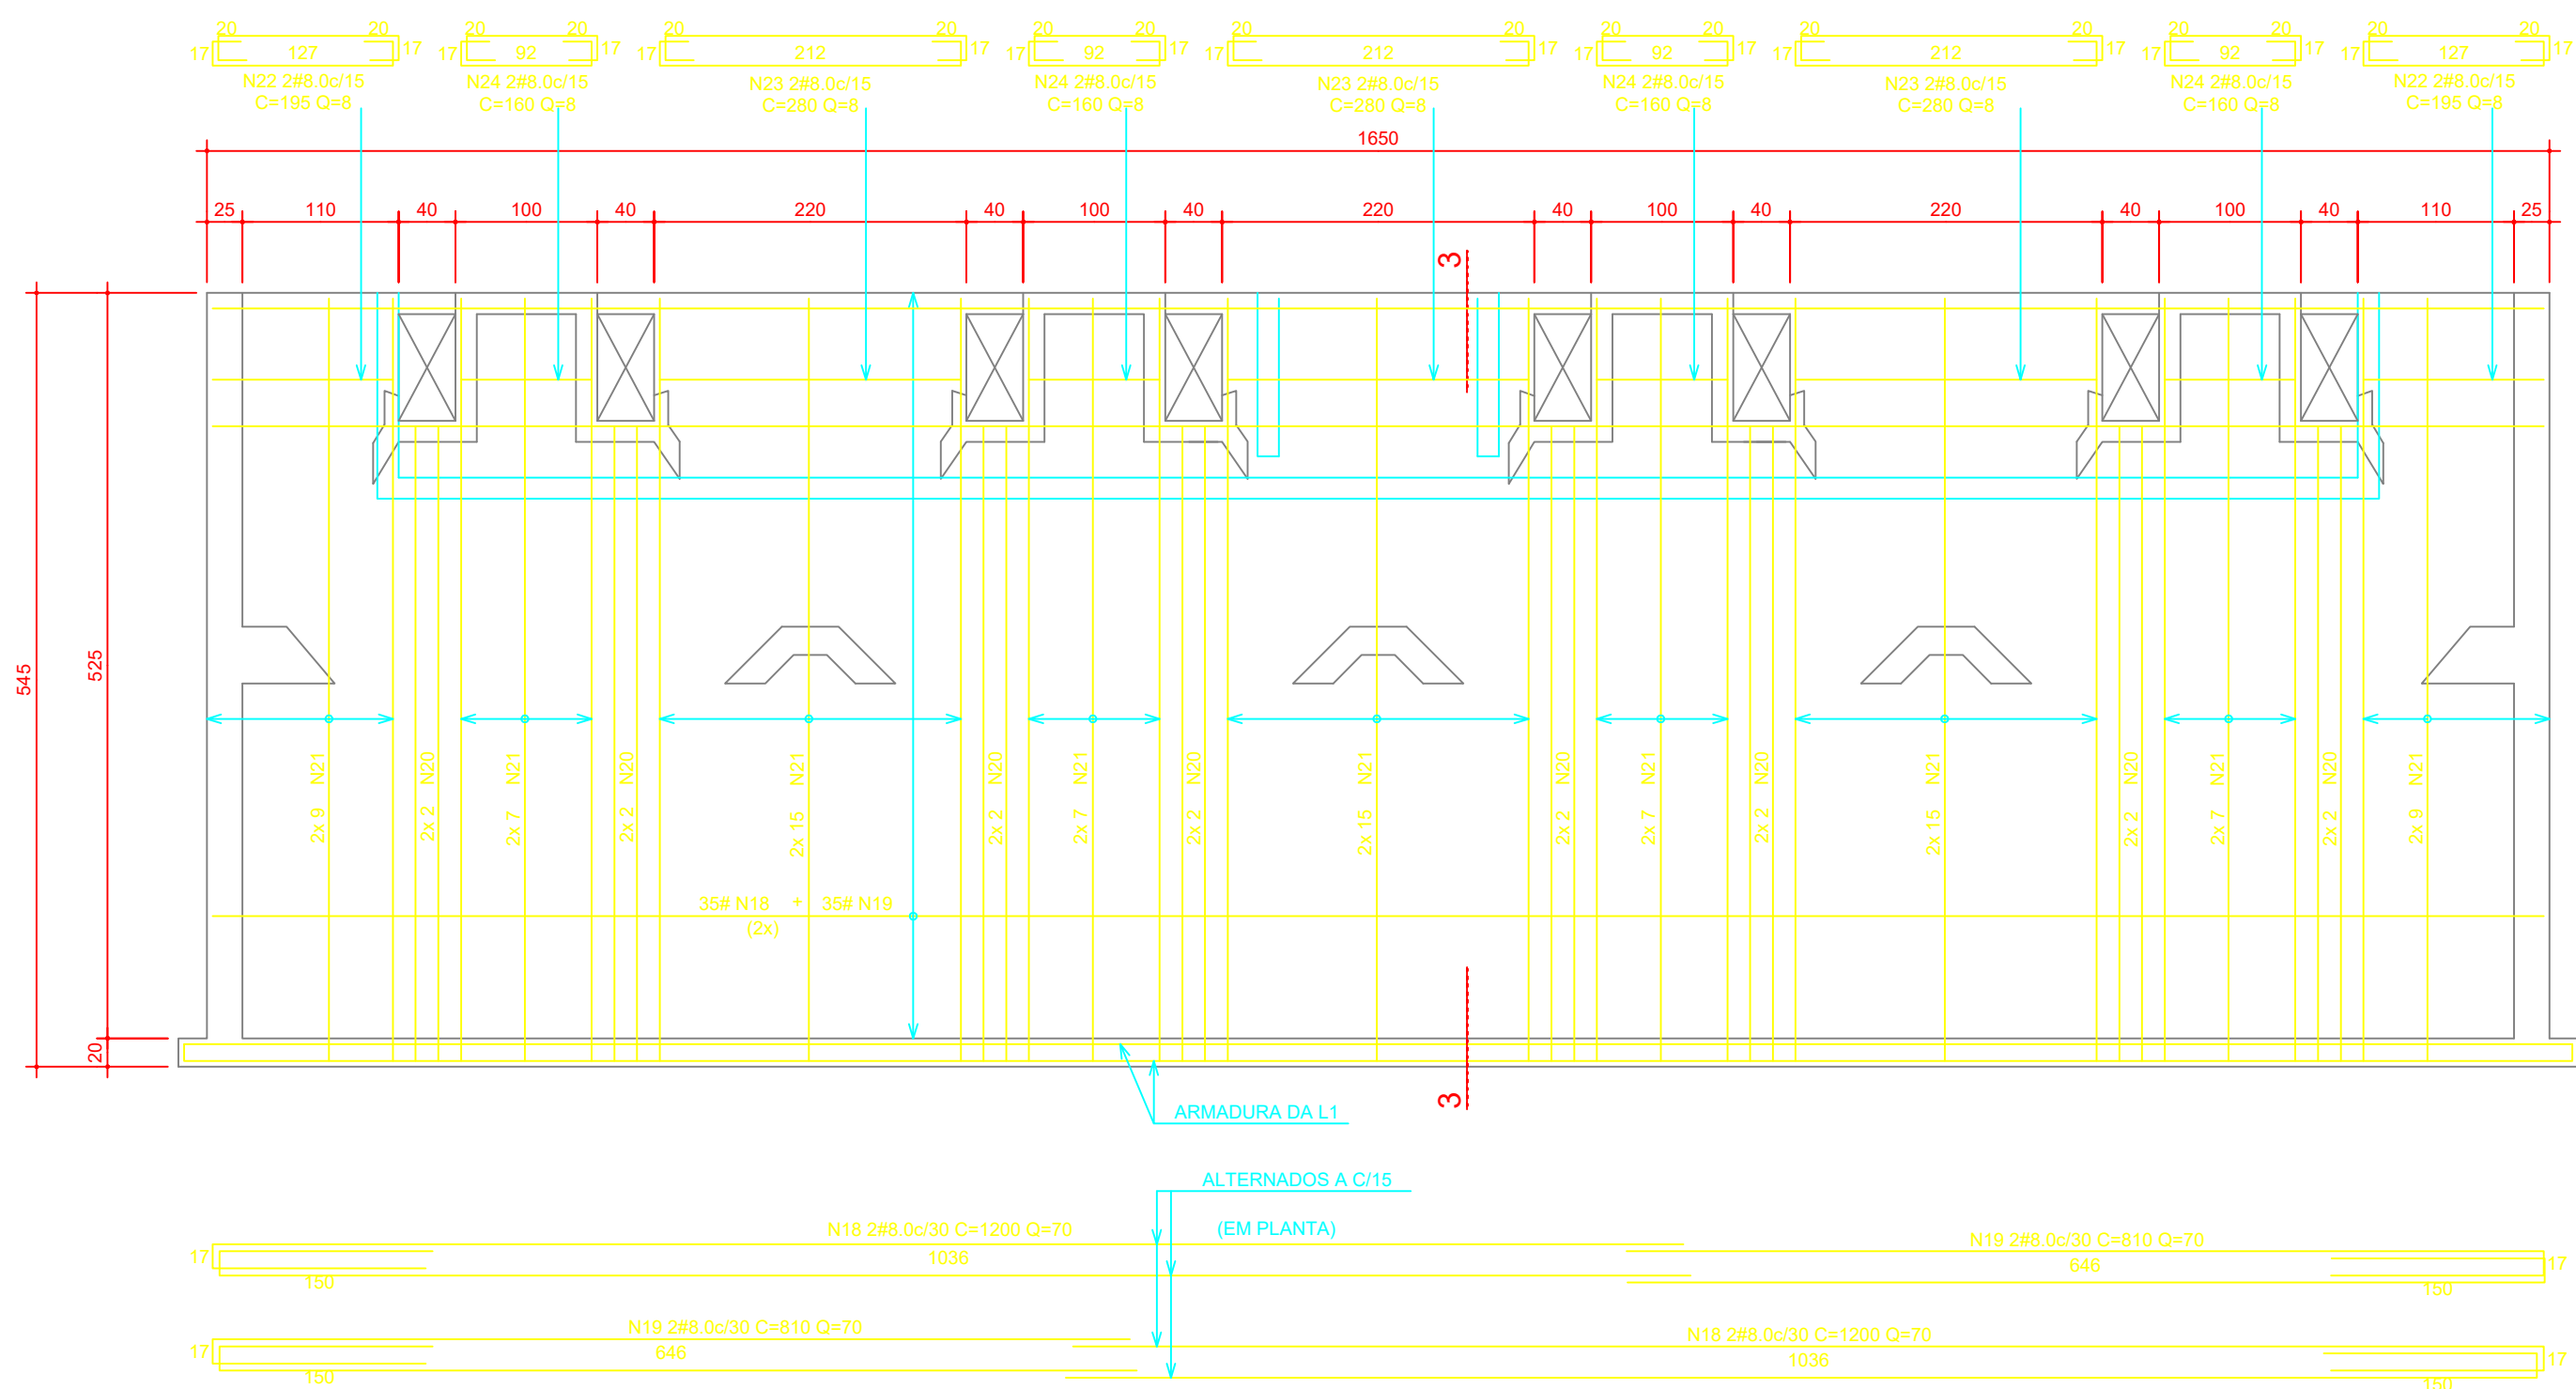 20 20 20 20 20 20 20 20 20 20 20 20 20 20 20 20 20 20
17 127 17 17 92 17 17 212 17 17 92 17 17 212 17 17 92 17 17 212 17 17 92 17 17 127 17
N22 2#8.0c/15
C=195 Q=8
N24 2#8.0c/15
C=160 Q=8
N23 2#8.0c/15
C=280 Q=8
N24 2#8.0c/15
C=160 Q=8
N23 2#8.0c/15
C=280 Q=8
N24 2#8.0c/15
C=160 Q=8
N23 2#8.0c/15
C=280 Q=8
N24 2#8.0c/15
C=160 Q=8
N22 2#8.0c/15
C=195 Q=8
1650
25 110 40 100 40 220 40 100 40 220 40 100 40 220 40 100 40 110 25
3
545
525
20
2x 9 N21
2x 2 N20
2x 7 N21
2x 2 N20
2x 15 N21
2x 2 N20
2x 7 N21
2x 2 N20
2x 15 N21
2x 2 N20
2x 7 N21
2x 2 N20
2x 15 N21
2x 2 N20
2x 7 N21
2x 2 N20
2x 9 N21
35# N18 + 35# N19
(2x)
3
ARMADURA DA L1
ALTERNADOS A C/15
(EM PLANTA)
N18 2#8.0c/30 C=1200 Q=70
17 1036
150
N19 2#8.0c/30 C=810 Q=70
646 17
150
N19 2#8.0c/30 C=810 Q=70
17 646
150
N18 2#8.0c/30 C=1200 Q=70
1036 17
150